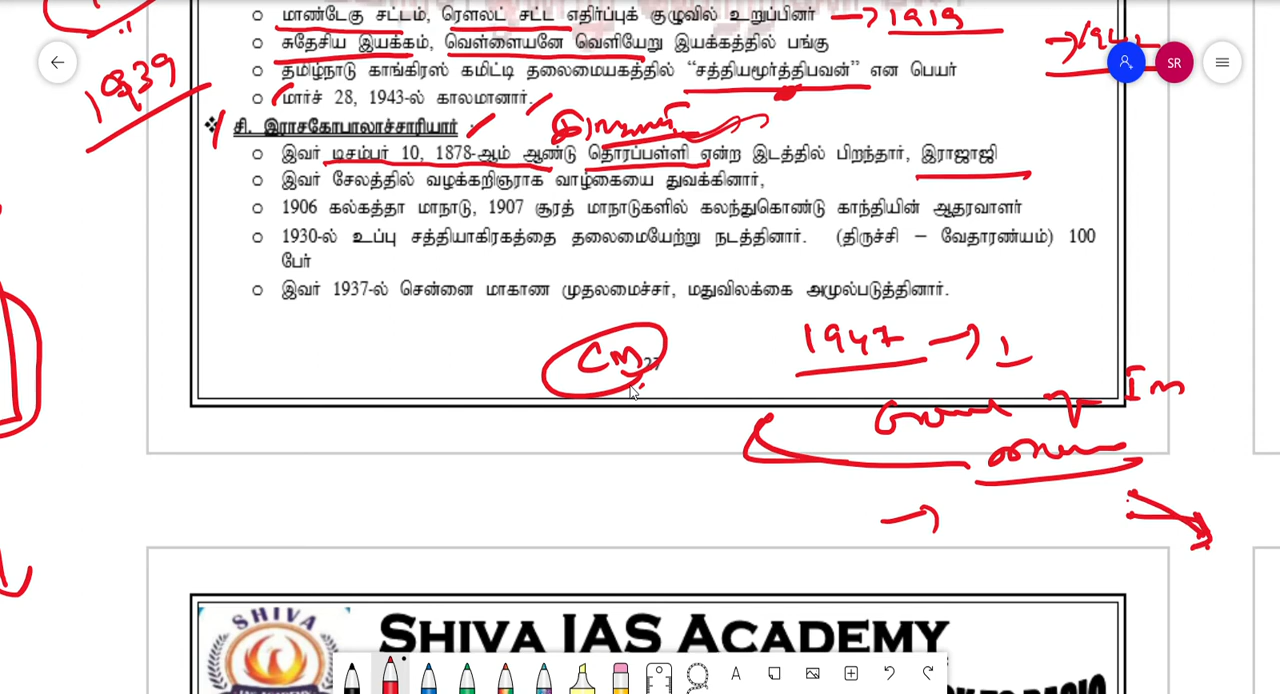 o மாண்டேகு சட்டம், ரௌலட் சட்ட எதிர்ப்புக் குழுவில் உறுப்பினர் → 1919
o சுதேசிய இயக்கம், வெள்ளையனே வெளியேறு இயக்கத்தில் பங்கு
SR
o தமிழ்நாடு காங்கிரஸ் கமிட்டி தலைமையகத்தில் “சத்தியமூர்த்திபவன்” என பெயர்
1939
o மார்ச் 28, 1943-ல் காலமானார்.
❖ சி. இராசகோபாலாச்சாரியார்
o இவர் டிசம்பர் 10, 1878-ஆம் ஆண்டு தொரப்பள்ளி ஏன்ற இடத்தில் பிறந்தார், இராஜாஜி
o இவர் சேலத்தில் வழக்கறிஞராக வாழ்கையை துவக்கினார்,
o 1906 கல்கத்தா மாநாடு, 1907 சூரத் மாநாடுகளில் கலந்துகொண்டு காந்தியின் ஆதரவாளர்
o 1930-ல் உப்பு சத்தியாகிரகத்தை தலைமையேற்று நடத்தினார். (திருச்சி – வேதாரண்யம்) 100
பேர்
o இவர் 1937-ல் சென்னை மாகாண முதலமைச்சர், மதுவிலக்கை அமுல்படுத்தினார்.
1947 → 1
CM 27
SHIVA IAS ACADEMY
SHIVA